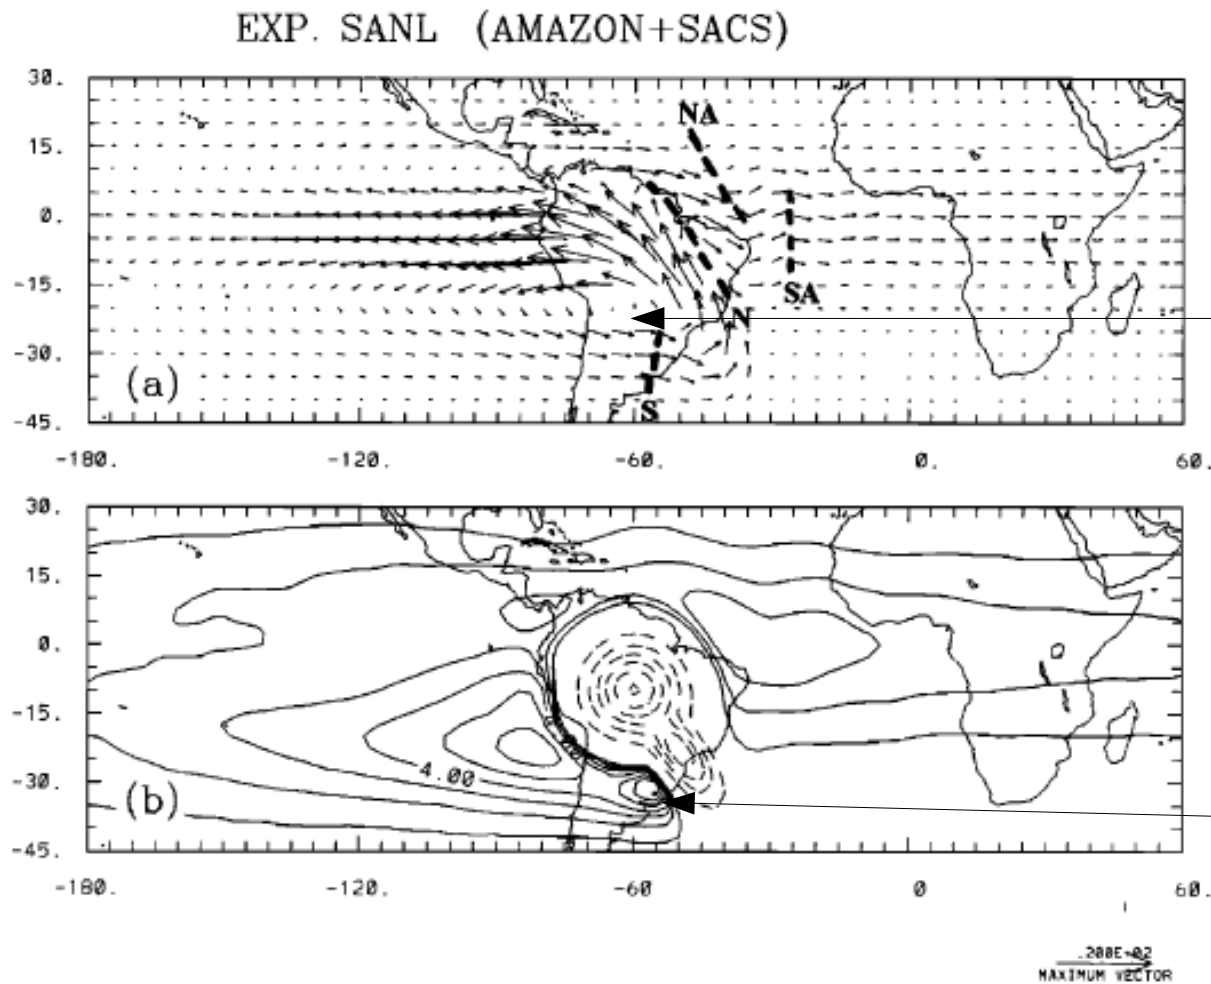 EXP. SANL (AMAZON+SACS)
30.
15.
0.
-15.
-30.
-45.
NA
SA
N
S
(a)
-180. -120. -60. 0. 60.
30.
15.
0.
-15.
-30.
-45.
4.00
(b)
-180. -120. -60 0 60.
.200E+02
MAXIMUM VECTOR